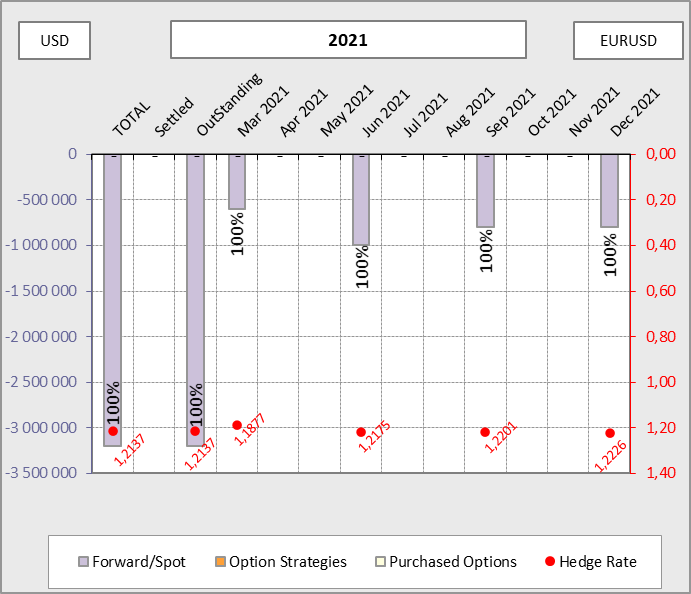 USD
2021
EURUSD
TOTAL
Settled
OutStanding
Mar 2021
Apr 2021
May 2021
Jun 2021
Jul 2021
Aug 2021
Sep 2021
Oct 2021
Nov 2021
Dec 2021
0
-500 000
-1 000 000
-1 500 000
-2 000 000
-2 500 000
-3 000 000
-3 500 000
0,00
0,20
0,40
0,60
0,80
1,00
1,20
1,40
100%
100%
100%
100%
100%
100%
1,2137
1,2137
1,1877
1,2175
1,2201
1,2226
Forward/Spot
Option Strategies
Purchased Options
Hedge Rate